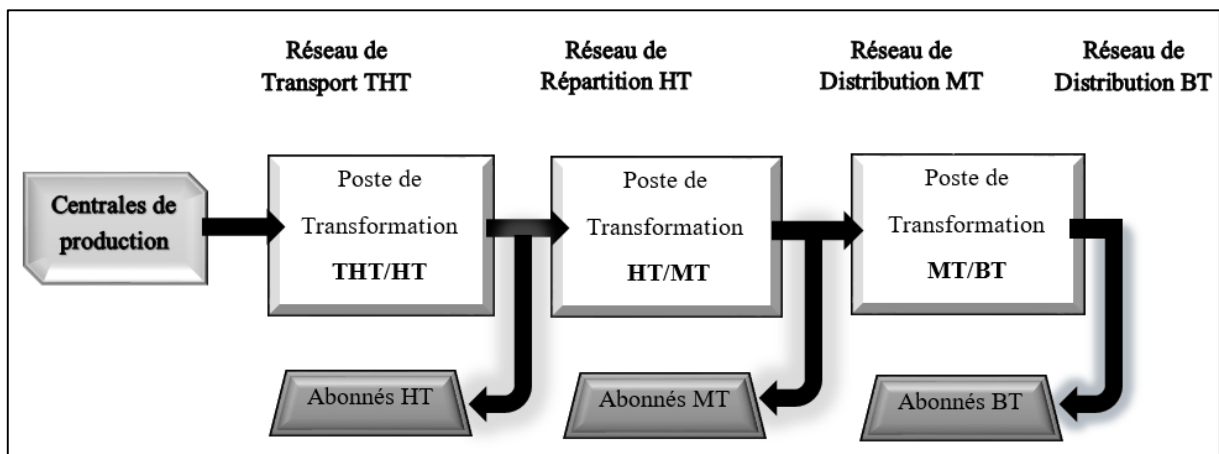 Réseau de
Transport THT
Réseau de
Répartition HT
Réseau de
Distribution MT
Réseau de
Distribution BT
Centrales de
production
Poste de
Transformation
THT/HT
Poste de
Transformation
HT/MT
Poste de
Transformation
MT/BT
Abonnés HT
Abonnés MT
Abonnés BT